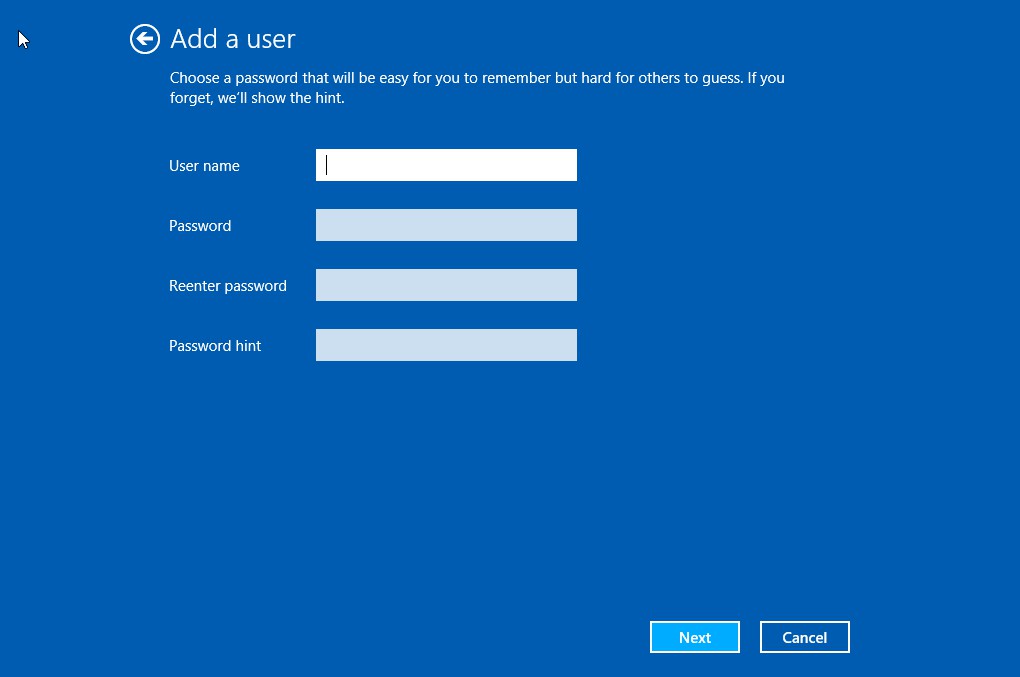 Add a user
Choose a password that will be easy for you to remember but hard for others to guess. If you
forget, we'll show the hint.
User name
Password
Reenter password
Password hint
Next
Cancel